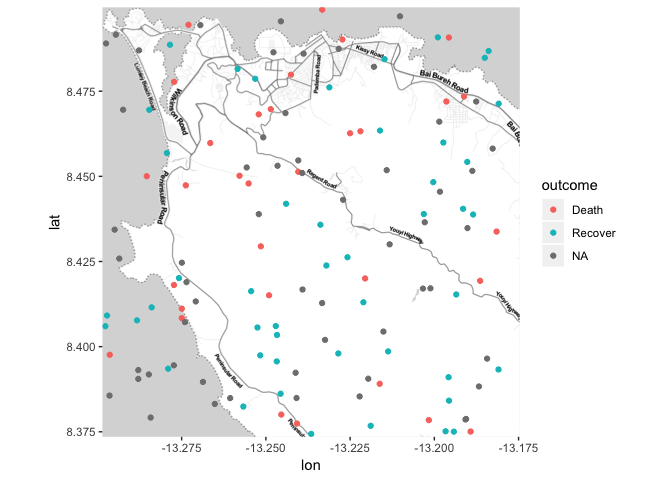 Kissy Road
Bai Bureh Road
Bai Bu
Lumley Beach Road
Wilkinson Road
Pademba Road
Regent Road
Peninsular Road
Youyi Highway
Youyi Highway
Peninsular Road
Peninsu
8.475
8.450
8.425
8.400
8.375
-13.275
-13.250
-13.225
-13.200
-13.175
lat
lon
outcome
Death
Recover
NA